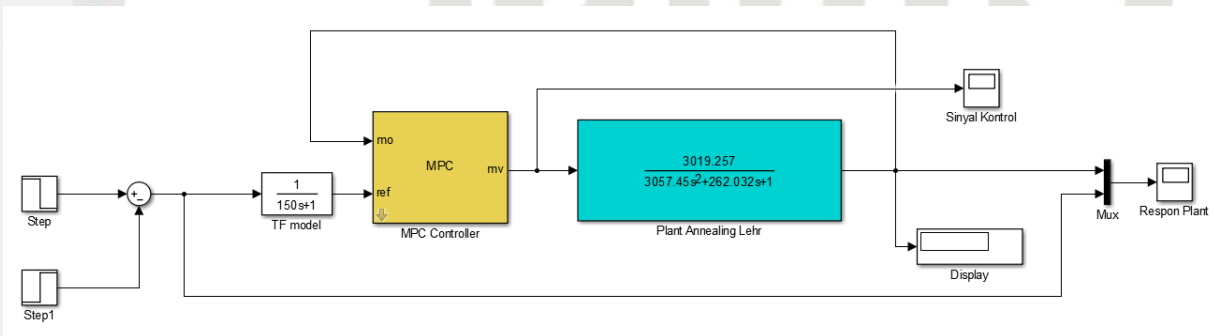 Sinyal Kontrol
mo
MPC
mv
ref
MPC Controller
3019.257
3057.45s²+262.032s+1
Plant Annealing Lehr
1
150s+1
TF model
+
-
Step
Step1
Mux
Respon Plant
Display